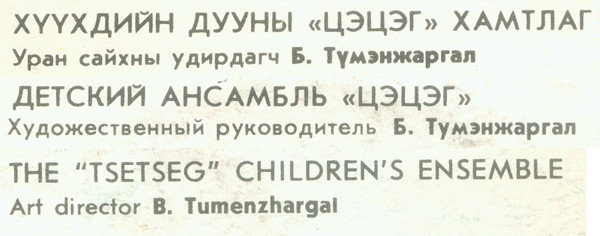 ХҮҮХДИЙН ДУУНЫ «ЦЭЦЭГ» ХАМТЛАГ
Уран сайхны удирдагч Б. Түмэнжаргал
ДЕТСКИЙ АНСАМБЛЬ «ЦЭЦЭГ»
Художественный руководитель Б. Тумэнжаргал
THE "TSETSEG" CHILDREN'S ENSEMBLE
Art director B. Tumenzhargal